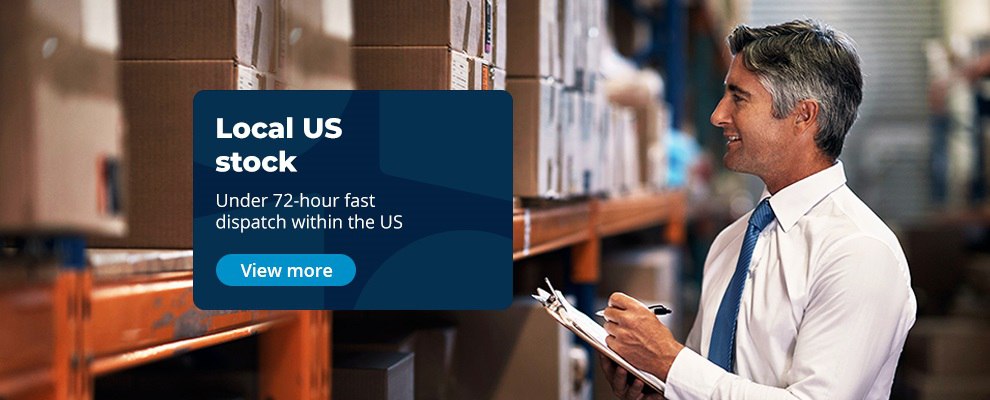 Local US
stock
Under 72-hour fast
dispatch within the US
View more